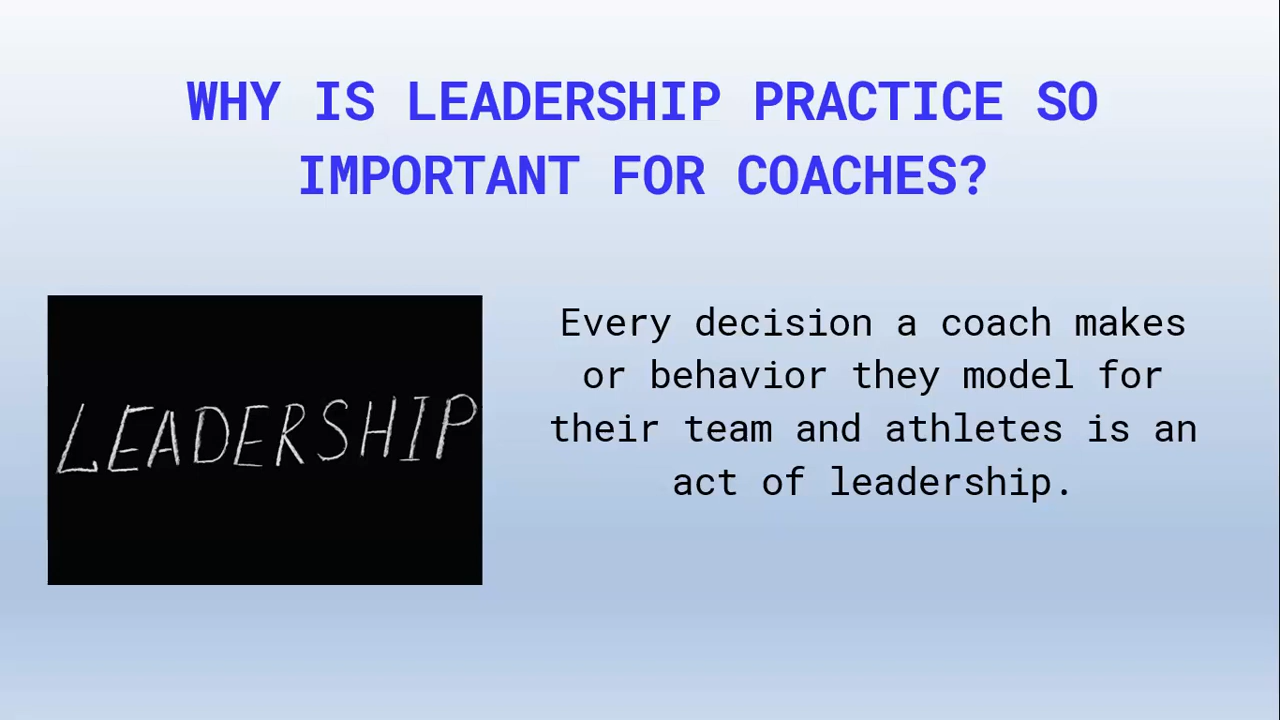 WHY IS LEADERSHIP PRACTICE SO
IMPORTANT FOR COACHES?
LEADERSHIP
Every decision a coach makes
or behavior they model for
their team and athletes is an
act of leadership.